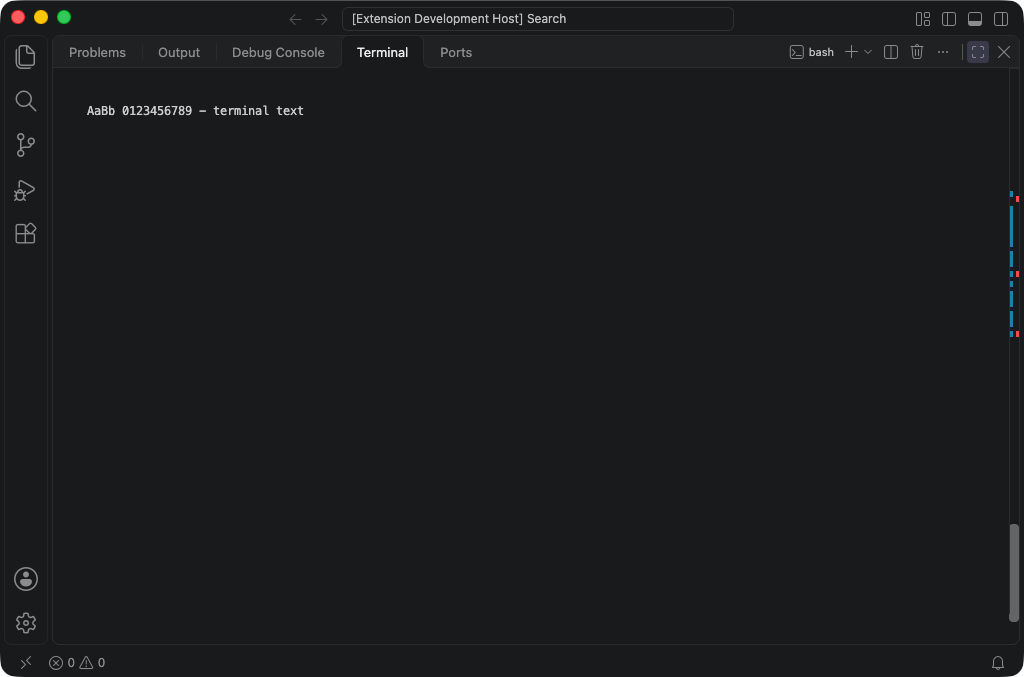 [Extension Development Host] Search
Problems Output Debug Console Terminal Ports bash
AaBb 0123456789 – terminal text
0 0